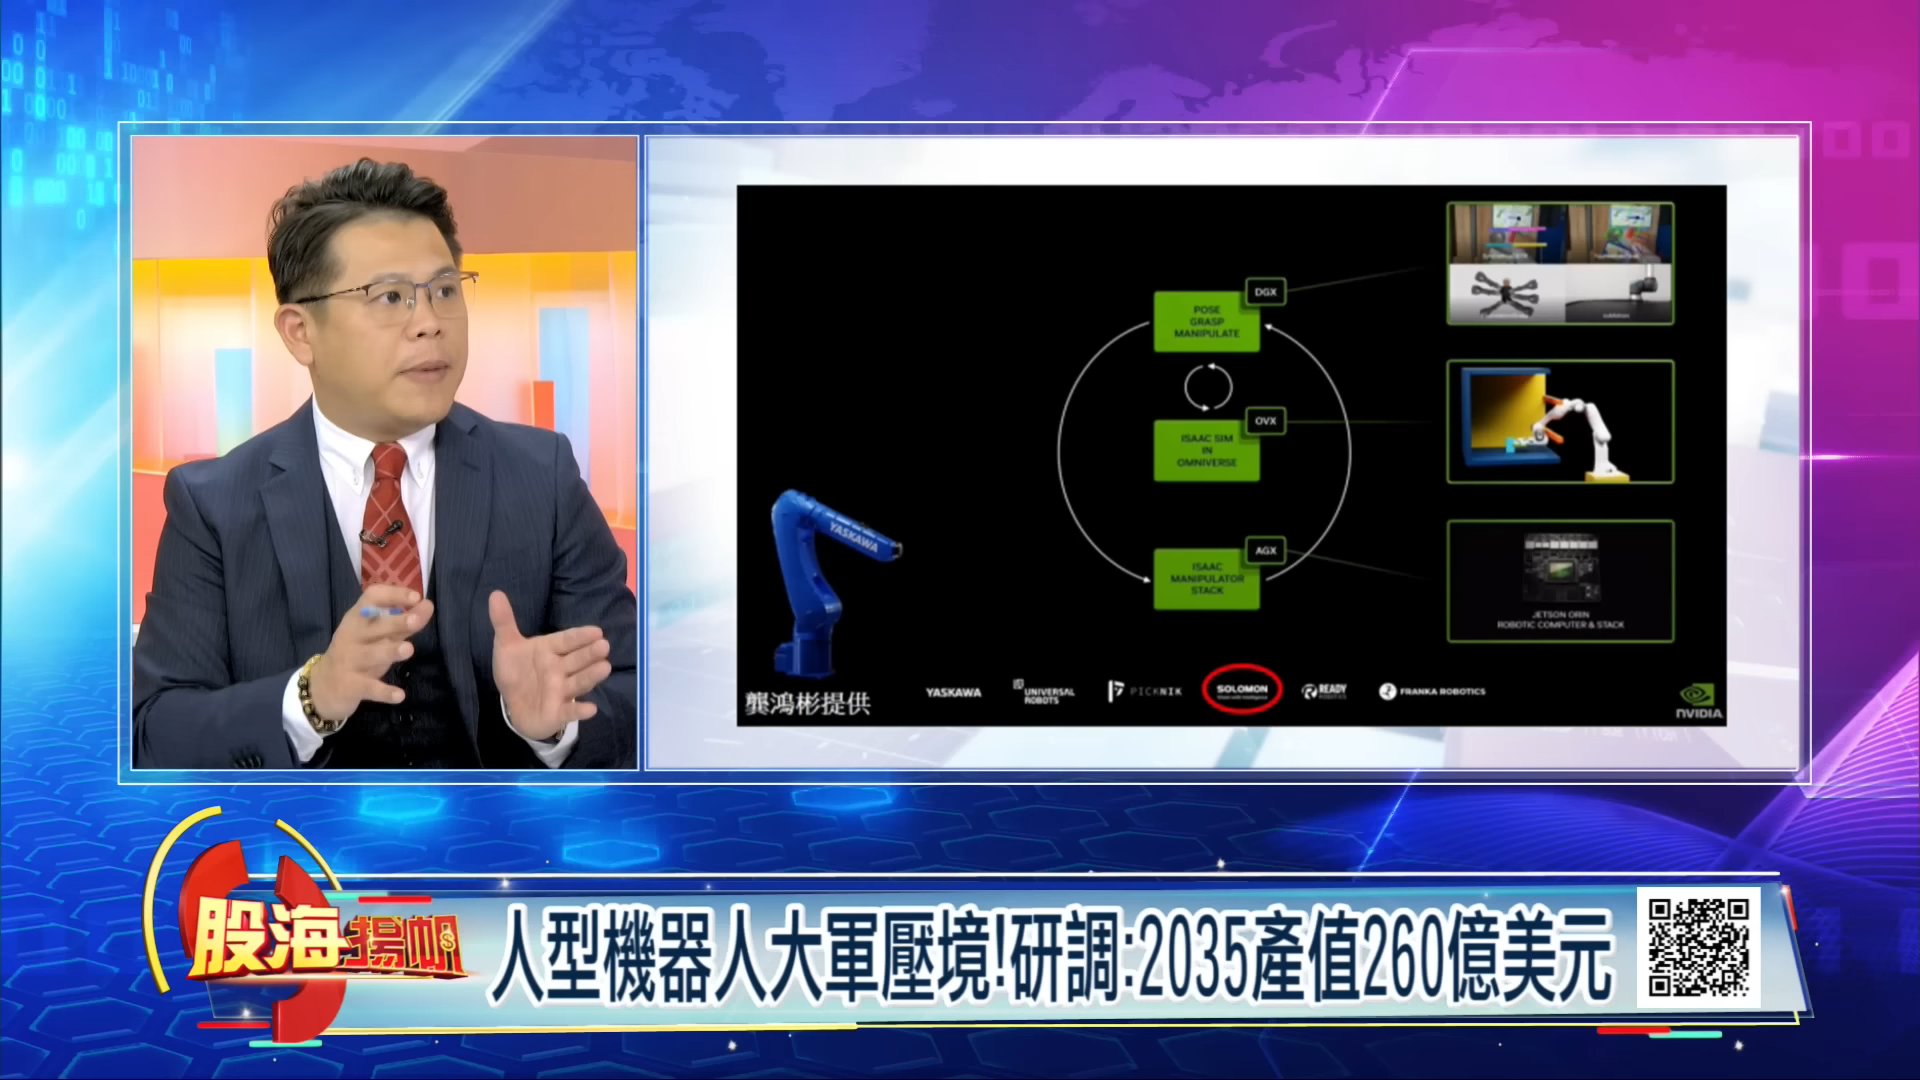 DGX
POSE
GRASP
MANIPULATE
OVX
ISAAC SIM
IN
OMNIVERSE
AGX
ISAAC
MANIPULATOR
STACK
JETSON ORIN
ROBOTIC COMPUTER & STACK
YASKAWA
龔鴻彬提供
YASKAWA
UNIVERSAL
ROBOTS
PICKNIK
SOLOMON
READY
ROBOTICS
FRANKA ROBOTICS
NVIDIA
股海揚帆
人型機器人大軍壓境!研調:2035產值260億美元